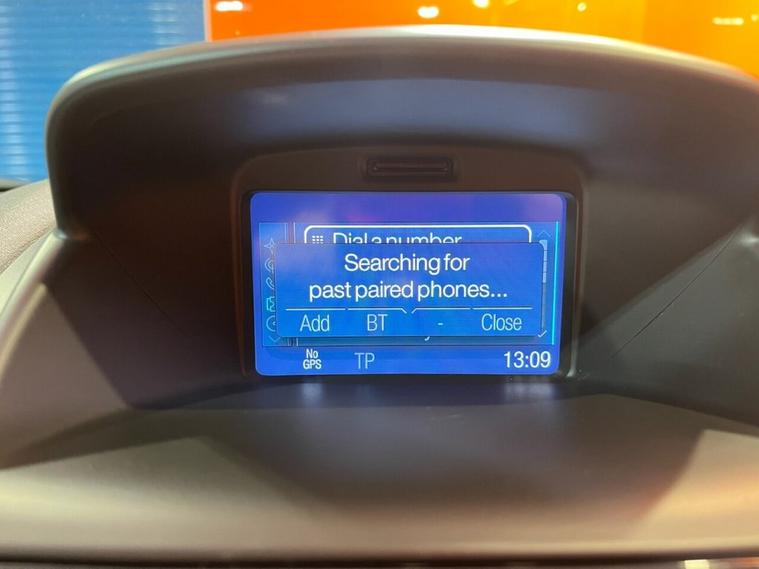 Dial a number
Searching for
past paired phones...
Add BT - Close
No
GPS
TP 13:09